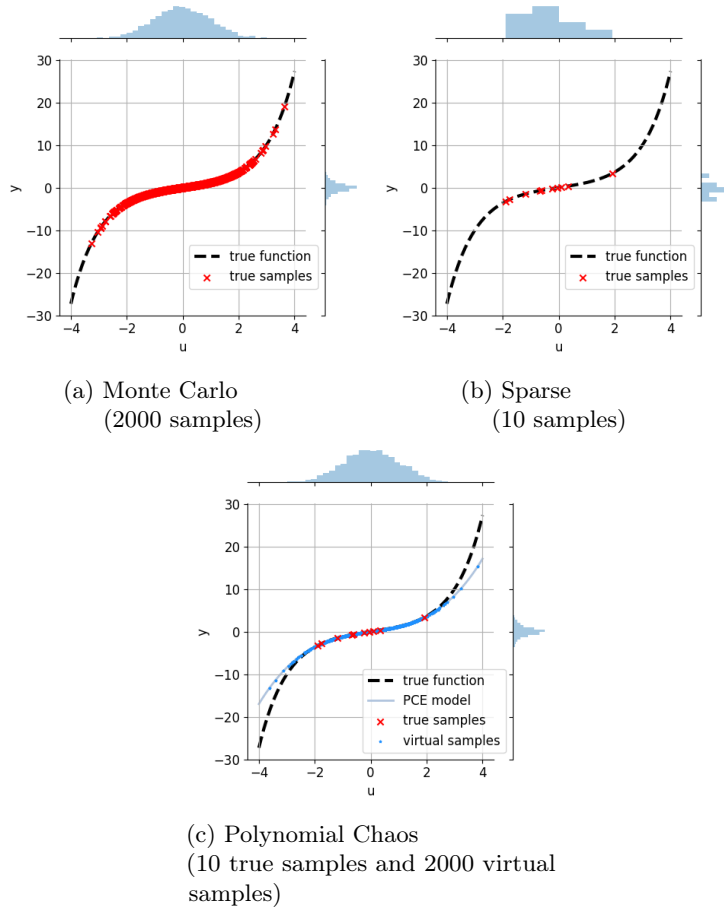 30
20
10
0
−10
−20
−30
y
−4
−2
0
2
4
u
true function
true samples
(a) Monte Carlo
(2000 samples)
30
20
10
0
−10
−20
−30
y
−4
−2
0
2
4
u
true function
true samples
(b) Sparse
(10 samples)
30
20
10
0
−10
−20
−30
y
−4
−2
0
2
4
u
true function
PCE model
true samples
virtual samples
(c) Polynomial Chaos
(10 true samples and 2000 virtual
samples)